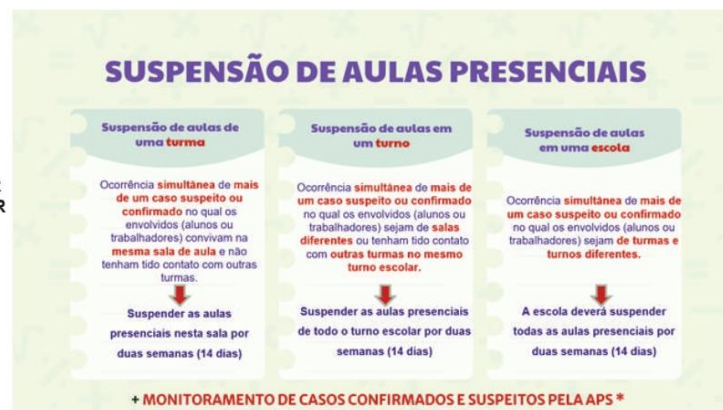 SUSPENSÃO DE AULAS PRESENCIAIS
Suspensão de aulas de
uma turma
Ocorrência simultânea de mais
de um caso suspeito ou
confirmado no qual os
envolvidos (alunos ou
trabalhadores) convivam na
mesma sala de aula e não
tenham tido contato com outras
turmas.
Suspender as aulas
presenciais nesta sala por
duas semanas (14 dias)
Suspensão de aulas em
um turno
Ocorrência simultânea de mais de
um caso suspeito ou confirmado
no qual os envolvidos (alunos ou
trabalhadores) sejam de salas
diferentes ou tenham tido contato
com outras turmas no mesmo
turno escolar.
Suspender as aulas presenciais
de todo o turno escolar por duas
semanas (14 dias)
Suspensão de aulas
em uma escola
Ocorrência simultânea de mais de
um caso suspeito ou confirmado
no qual os envolvidos (alunos ou
trabalhadores) sejam de turmas e
turnos diferentes.
A escola deverá suspender
todas as aulas presenciais por
duas semanas (14 dias)
+ MONITORAMENTO DE CASOS CONFIRMADOS E SUSPEITOS PELA APS *